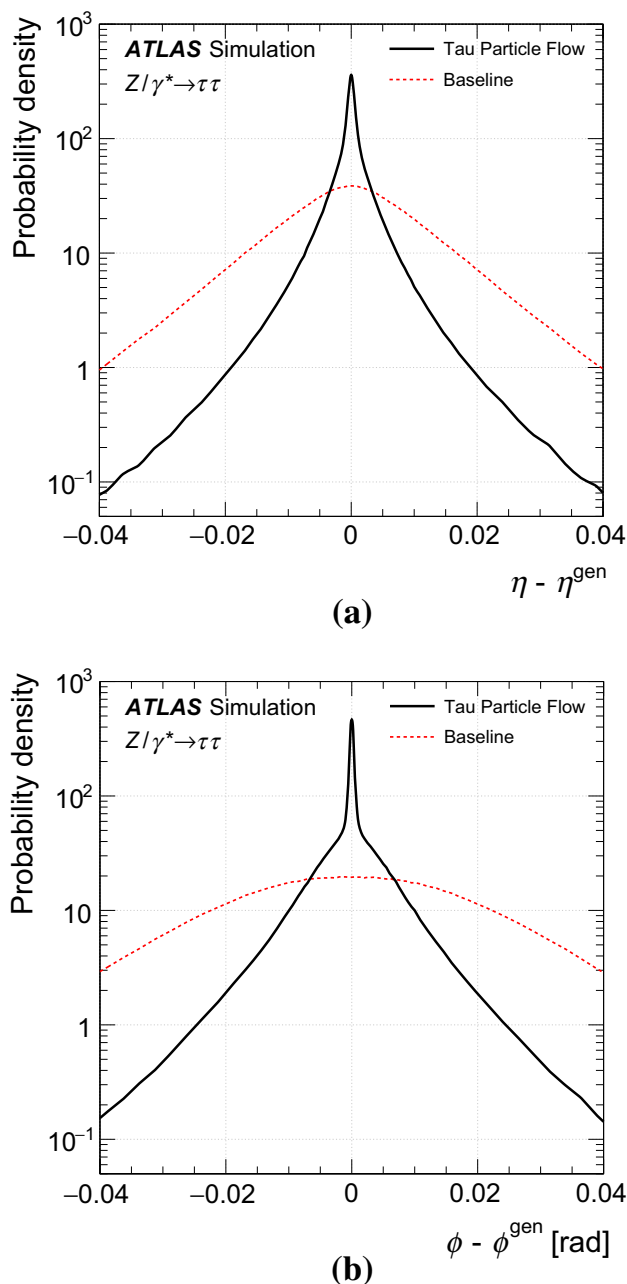 Probability density
10³
10²
10
1
10⁻¹
ATLAS Simulation
Z/γ*→ττ
Tau Particle Flow
Baseline
−0.04
−0.02
0
0.02
0.04
η - η^gen
(a)
Probability density
10³
10²
10
1
10⁻¹
ATLAS Simulation
Z/γ*→ττ
Tau Particle Flow
Baseline
−0.04
−0.02
0
0.02
0.04
ϕ - ϕ^gen [rad]
(b)